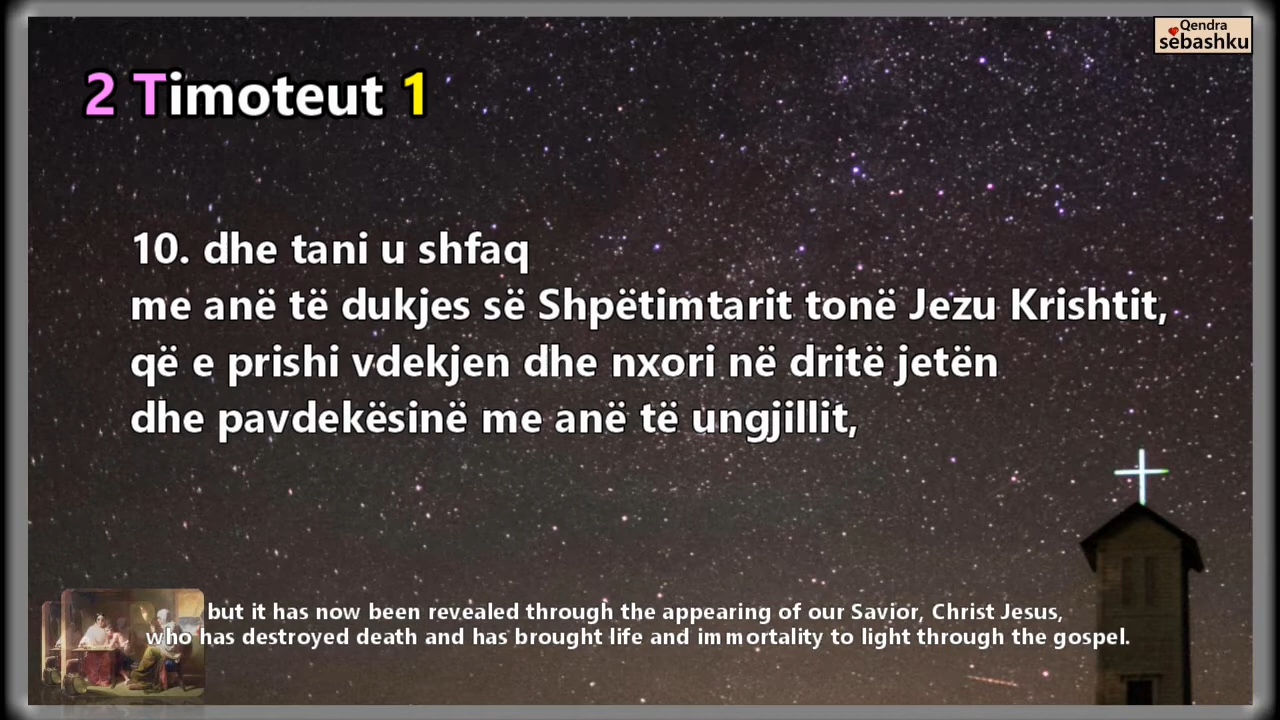 Qendra
sëbashku
2 Timoteut 1
10. dhe tani u shfaq
me anë të dukjes së Shpëtimtarit tonë Jezu Krishtit,
që e prishi vdekjen dhe nxori në dritë jetën
dhe pavdekësinë me anë të ungjillit,
but it has now been revealed through the appearing of our Savior, Christ Jesus,
who has destroyed death and has brought life and immortality to light through the gospel.